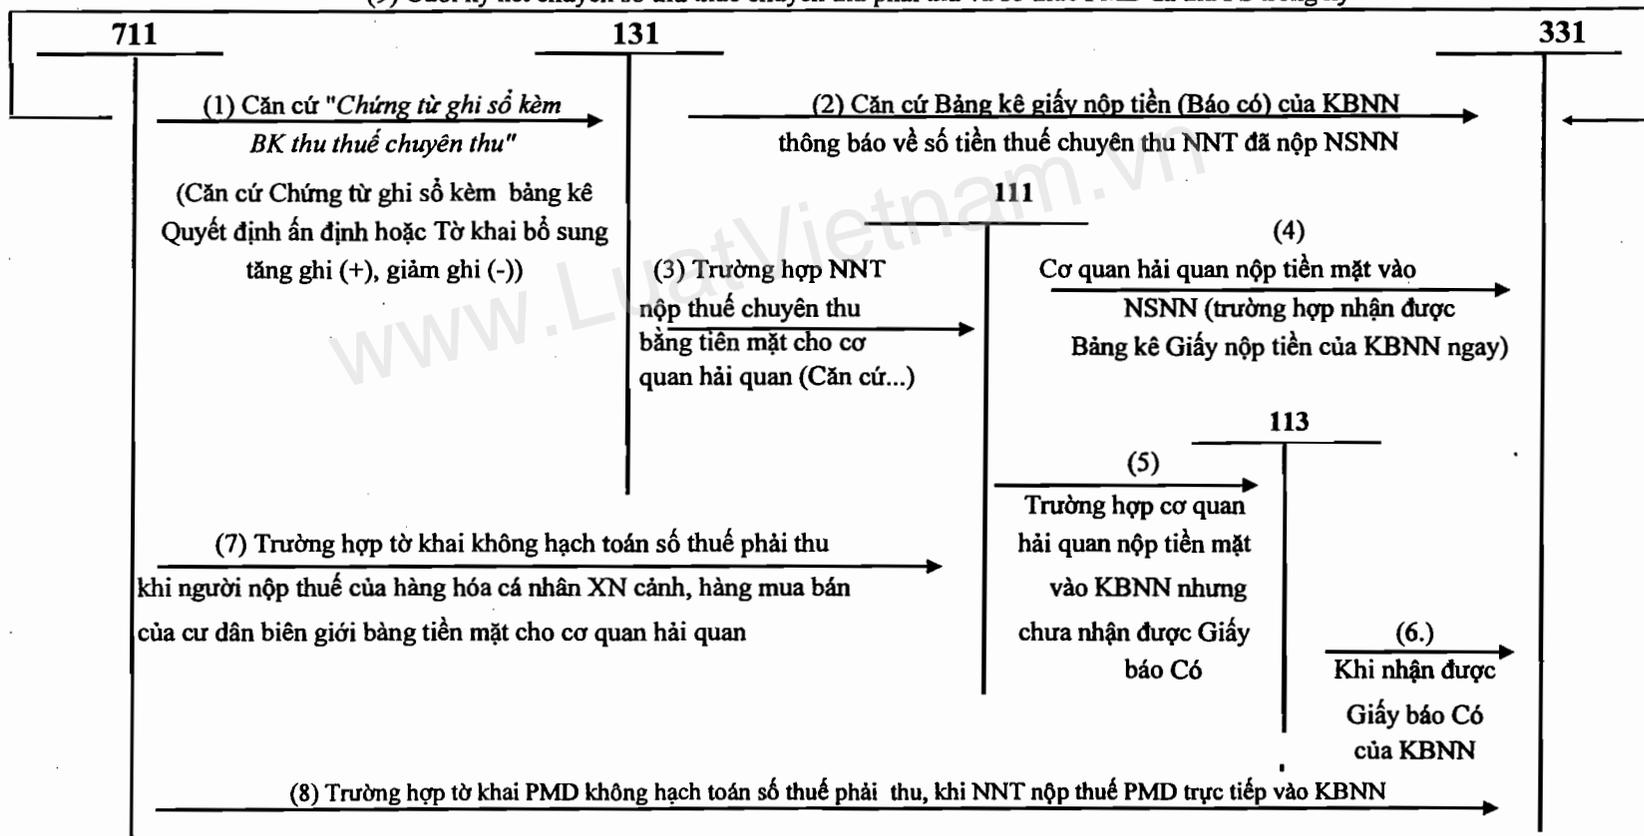 711
131
331
(1) Căn cứ "Chứng từ ghi sổ kèm
BK thu thuế chuyên thu"
(Căn cứ Chứng từ ghi sổ kèm bảng kê
Quyết định ấn định hoặc Tờ khai bổ sung
tăng ghi (+), giảm ghi (-))
(2) Căn cứ Bảng kê giấy nộp tiền (Báo có) của KBNN
thông báo về số tiền thuế chuyên thu NNT đã nộp NSNN
111
(3) Trường hợp NNT
nộp thuế chuyên thu
bằng tiền mặt cho cơ
quan hải quan (Căn cứ...)
(4)
Cơ quan hải quan nộp tiền mặt vào
NSNN (trường hợp nhận được
Bảng kê Giấy nộp tiền của KBNN ngay)
113
(5)
Trường hợp cơ quan
hải quan nộp tiền mặt
vào KBNN nhưng
chưa nhận được Giấy
báo Có
(6.)
Khi nhận được
Giấy báo Có
của KBNN
(7) Trường hợp tờ khai không hạch toán số thuế phải thu
khi người nộp thuế của hàng hóa cá nhân XN cảnh, hàng mua bán
của cư dân biên giới bàng tiền mặt cho cơ quan hải quan
(8) Trường hợp tờ khai PMD không hạch toán số thuế phải thu, khi NNT nộp thuế PMD trực tiếp vào KBNN
www.LuatVietnam.vn